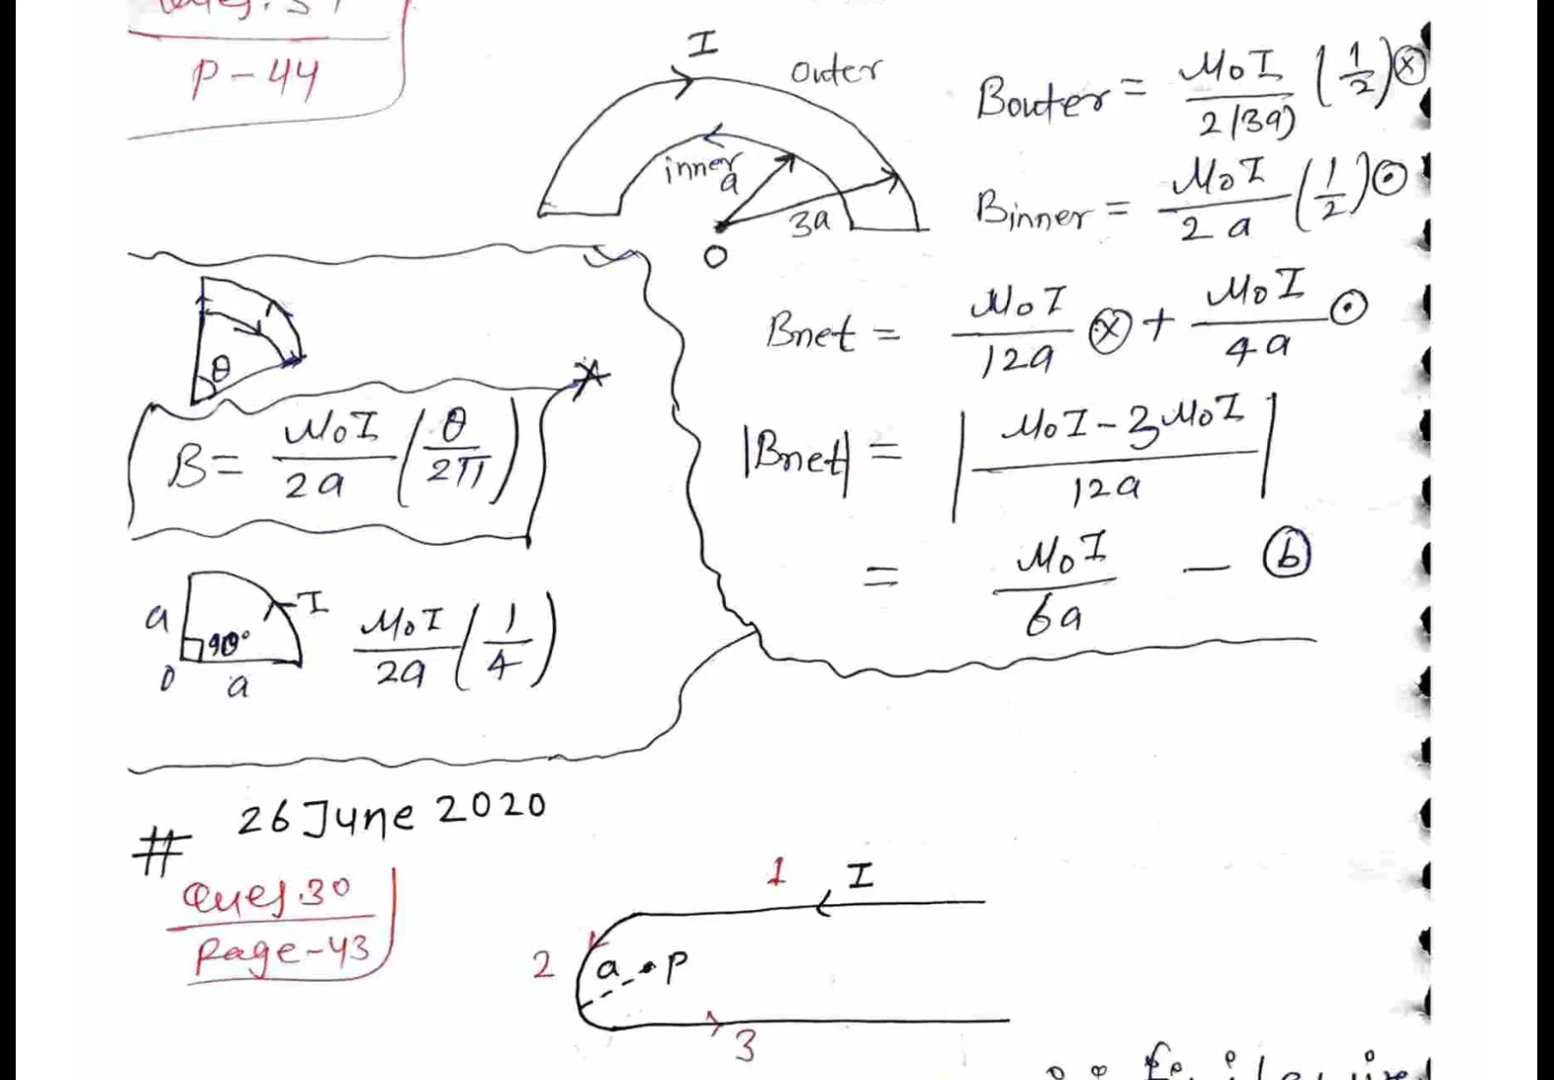 P-44
I
outer
inner
a
3a
O
Bouter = μ₀I / 2(3a) (1/2) ⊗
Binner = μ₀I / 2a (1/2) ⊙
Bnet = μ₀I / 12a ⊗ + μ₀I / 4a ⊙
|Bnet| = | μ₀I - 3μ₀I / 12a |
= μ₀I / 6a - ⓑ
θ
B = μ₀I / 2a (θ / 2π)
a
90°
I
O
a
μ₀I / 2a (1/4)
# 26 June 2020
Ques.30
Page-43
1
I
2
a
P
3